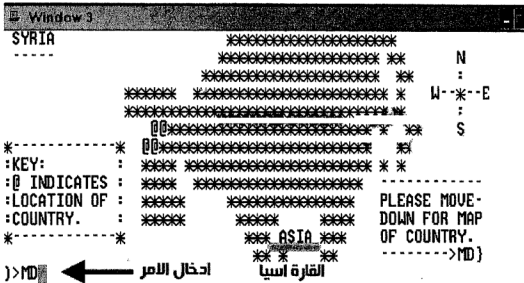 Window 3
SYRIA
N
W--*--E
S
KEY:
@ INDICATES
LOCATION OF
COUNTRY.
ASIA
PLEASE MOVE-
DOWN FOR MAP
OF COUNTRY.
-------->MD}
}>MD
ادخال الامر
القارة اسيا